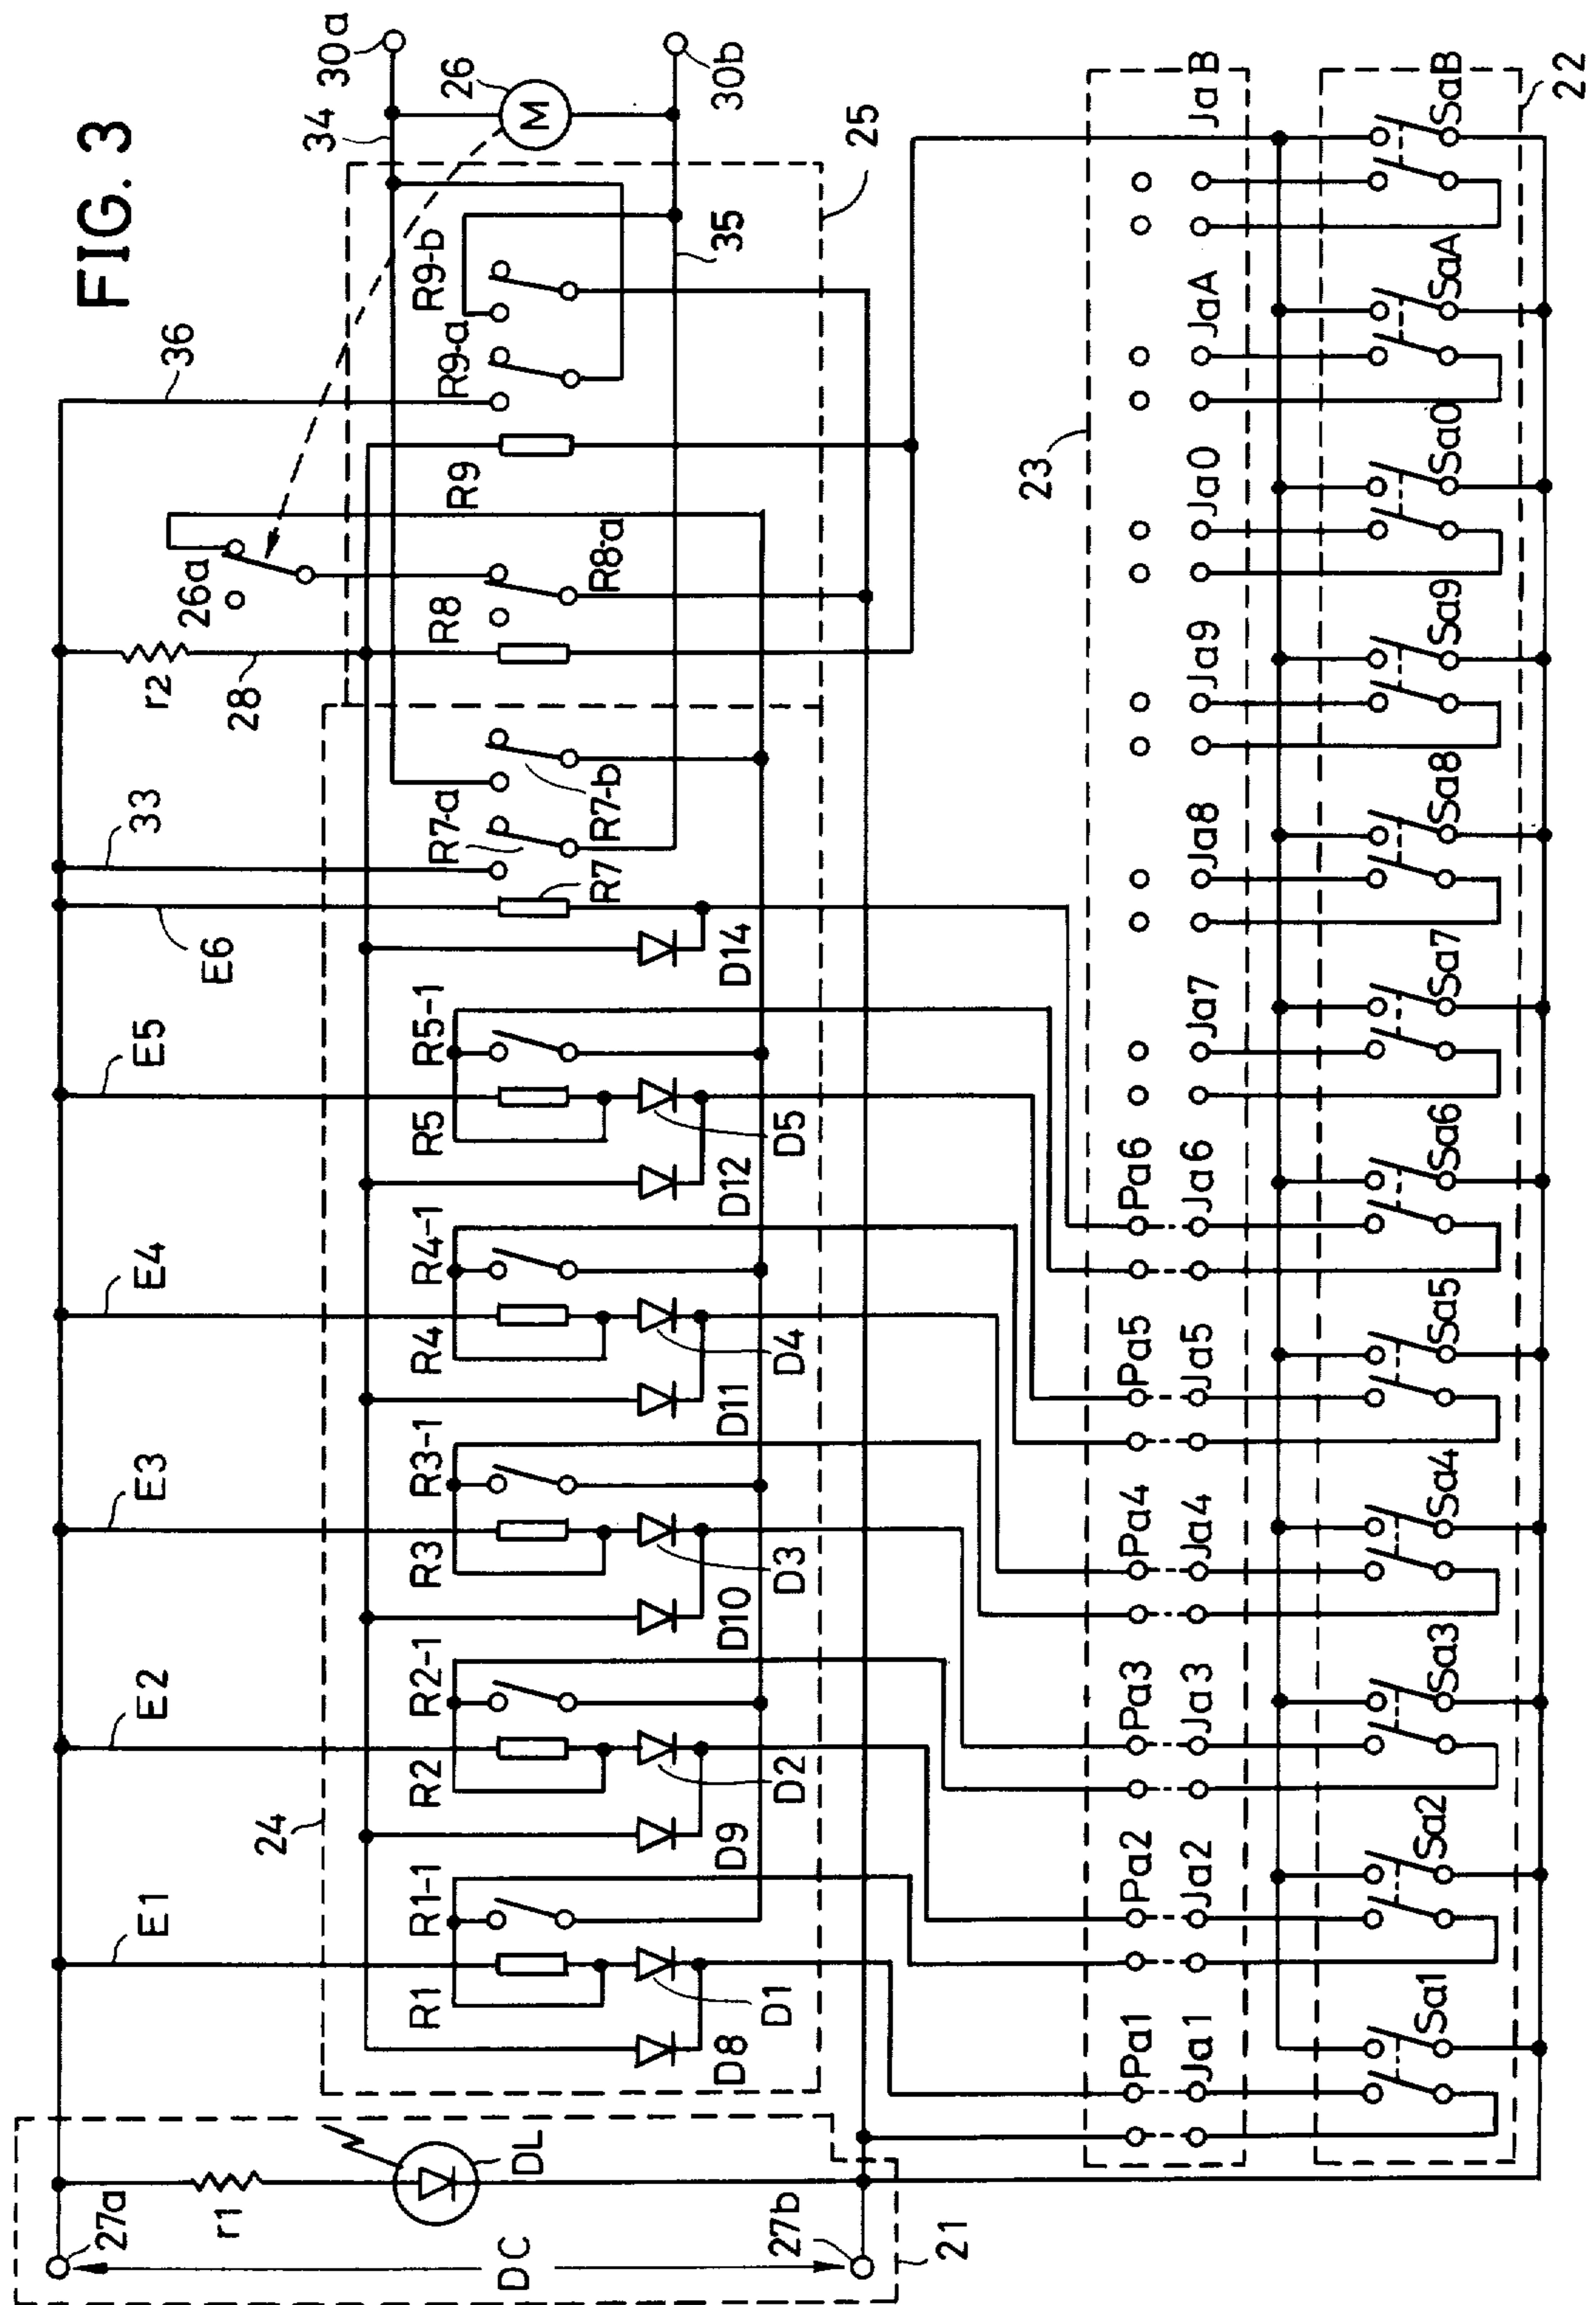 FIG. 3
27a
r1
DL
DC
27b
21
E1
E2
E3
E4
E5
E6
33
r2
28
26a
36
34
30a
26
M
30b
25
35
24
R1
R1-1
D1
D8
R2
R2-1
D2
D9
R3
R3-1
D3
D10
R4
R4-1
D4
D11
R5
R5-1
D5
D12
D14
R7
R7-a
R7-b
R8
R8-a
R9
R9-a
R9-b
23
Pa1
Pa2
Pa3
Pa4
Pa5
Pa6
Ja1
Ja2
Ja3
Ja4
Ja5
Ja6
Ja7
Ja8
Ja9
Ja0
JaA
JaB
Sa1
Sa2
Sa3
Sa4
Sa5
Sa6
Sa7
Sa8
Sa9
Sa0
SaA
SaB
22